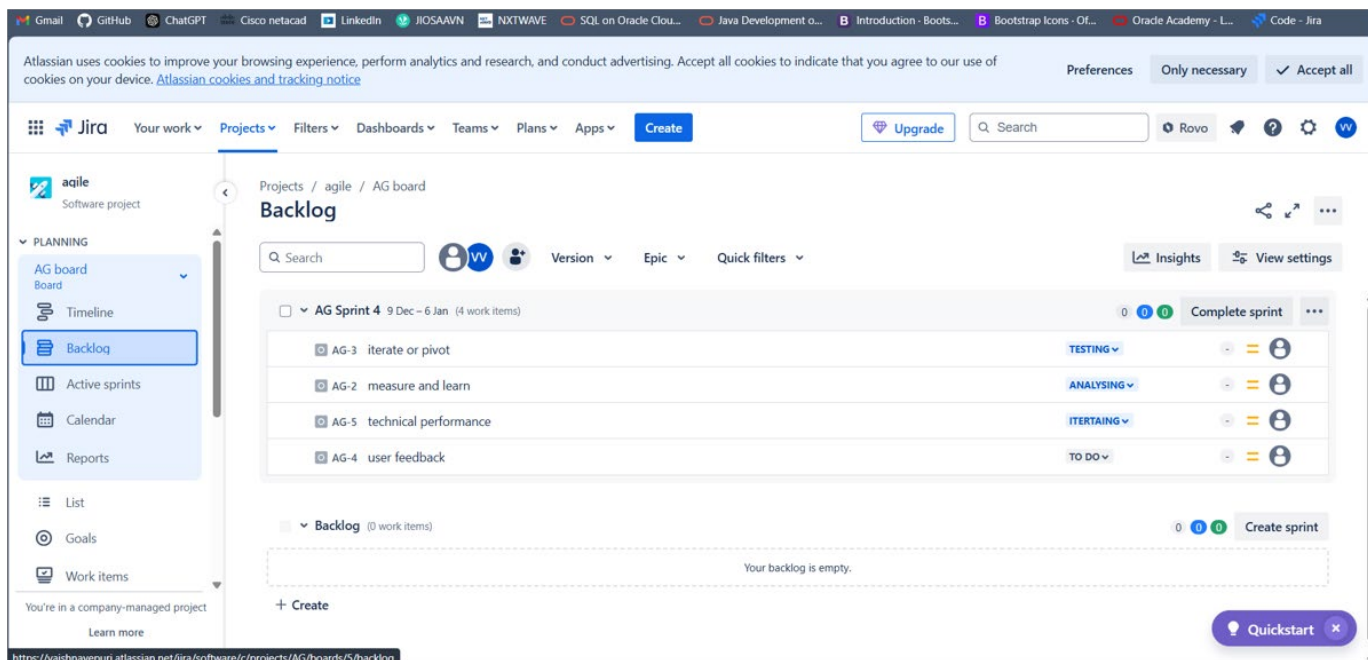 Gmail GitHub ChatGPT Cisco netacad LinkedIn JIOSAAVN NXTWAVE SQL on Oracle Clou... Java Development o... Introduction · Boots... Bootstrap Icons · Of... Oracle Academy - L... Code - Jira
Atlassian uses cookies to improve your browsing experience, perform analytics and research, and conduct advertising. Accept all cookies to indicate that you agree to our use of
cookies on your device. Atlassian cookies and tracking notice
Preferences Only necessary Accept all
Jira Your work Projects Filters Dashboards Teams Plans Apps Create Upgrade Search Rovo VV
agile
Software project
PLANNING
AG board
Board
Timeline
Backlog
Active sprints
Calendar
Reports
List
Goals
Work items
You're in a company-managed project
Learn more
Projects / agile / AG board
Backlog
Search VV Version Epic Quick filters Insights View settings
AG Sprint 4 9 Dec – 6 Jan (4 work items) 0 0 0 Complete sprint
AG-3 iterate or pivot TESTING -
AG-2 measure and learn ANALYSING -
AG-5 technical performance ITERTAING -
AG-4 user feedback TO DO -
Backlog (0 work items) 0 0 0 Create sprint
Your backlog is empty.
+ Create
Quickstart
https://vaishnavepuri.atlassian.net/jira/software/c/projects/AG/boards/5/backlog